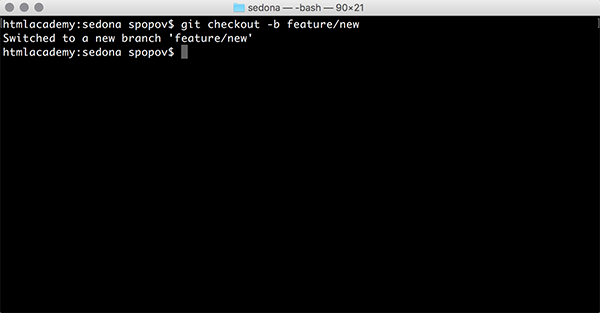 sedona — -bash — 90×21
htmlacademy:sedona spopov$ git checkout -b feature/new
Switched to a new branch 'feature/new'
htmlacademy:sedona spopov$